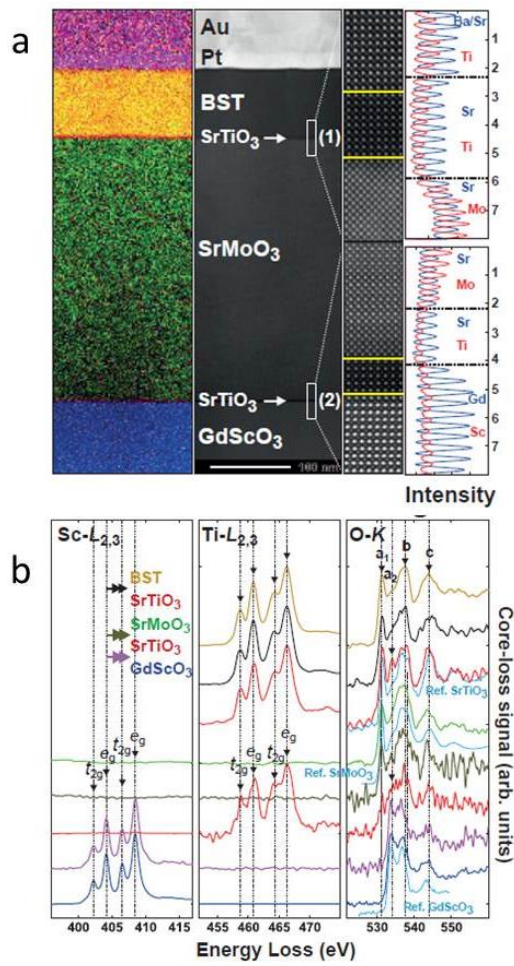 a
Au
Pt
BST
SrTiO3
(1)
SrMoO3
SrTiO3
(2)
GdScO3
100 nm
Ba/Sr
Ti
Sr
Ti
Sr
Mo
1
2
3
4
5
6
7
Sr
Mo
Sr
Ti
Gd
Sc
1
2
3
4
5
6
7
Intensity
b
Sc-L2,3
BST
SrTiO3
SrMoO3
SrTiO3
GdScO3
t2g
eg
t2g
eg
400 405 410 415
Ti-L2,3
t2g
eg
t2g
eg
455 460 465 470
O-K
a1
a2
b
c
Ref. SrTiO3
Ref. SrMoO3
Ref. GdScO3
530 540 550
Core-loss signal (arb. units)
Energy Loss (eV)